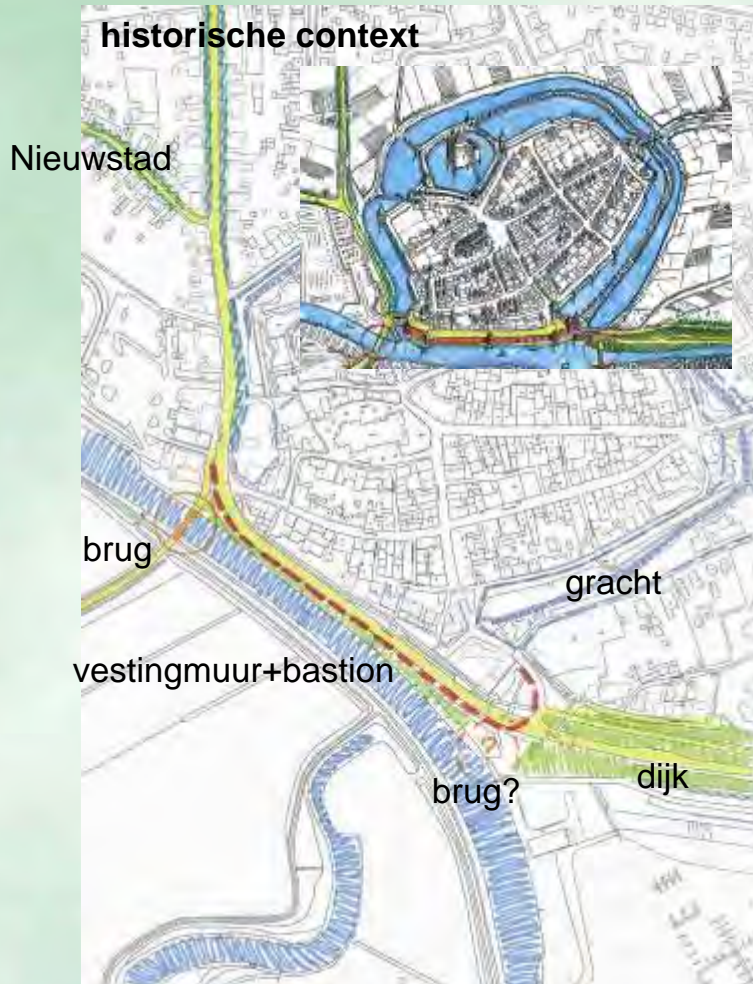 historische context
Nieuwstad
brug
gracht
vestingmuur+bastion
?
brug?
dijk